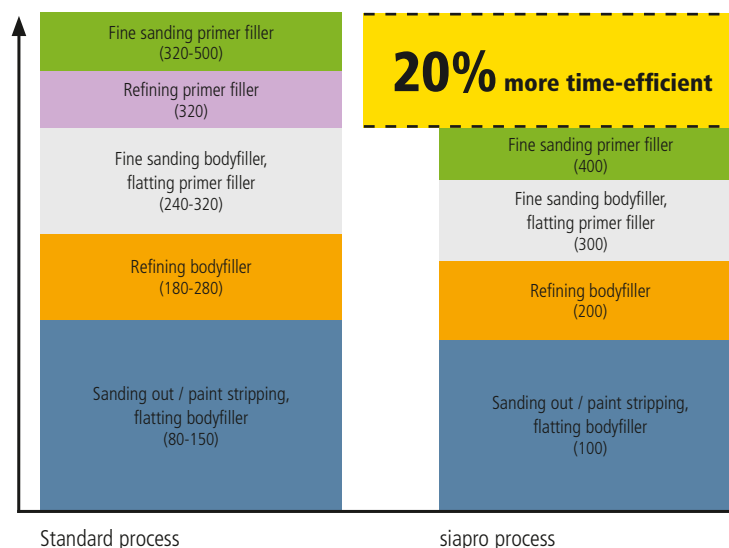 Fine sanding primer filler
(320-500)
Refining primer filler
(320)
Fine sanding bodyfiller,
flatting primer filler
(240-320)
Refining bodyfiller
(180-280)
Sanding out / paint stripping,
flatting bodyfiller
(80-150)
Standard process
20% more time-efficient
Fine sanding primer filler
(400)
Fine sanding bodyfiller,
flatting primer filler
(300)
Refining bodyfiller
(200)
Sanding out / paint stripping,
flatting bodyfiller
(100)
siapro process